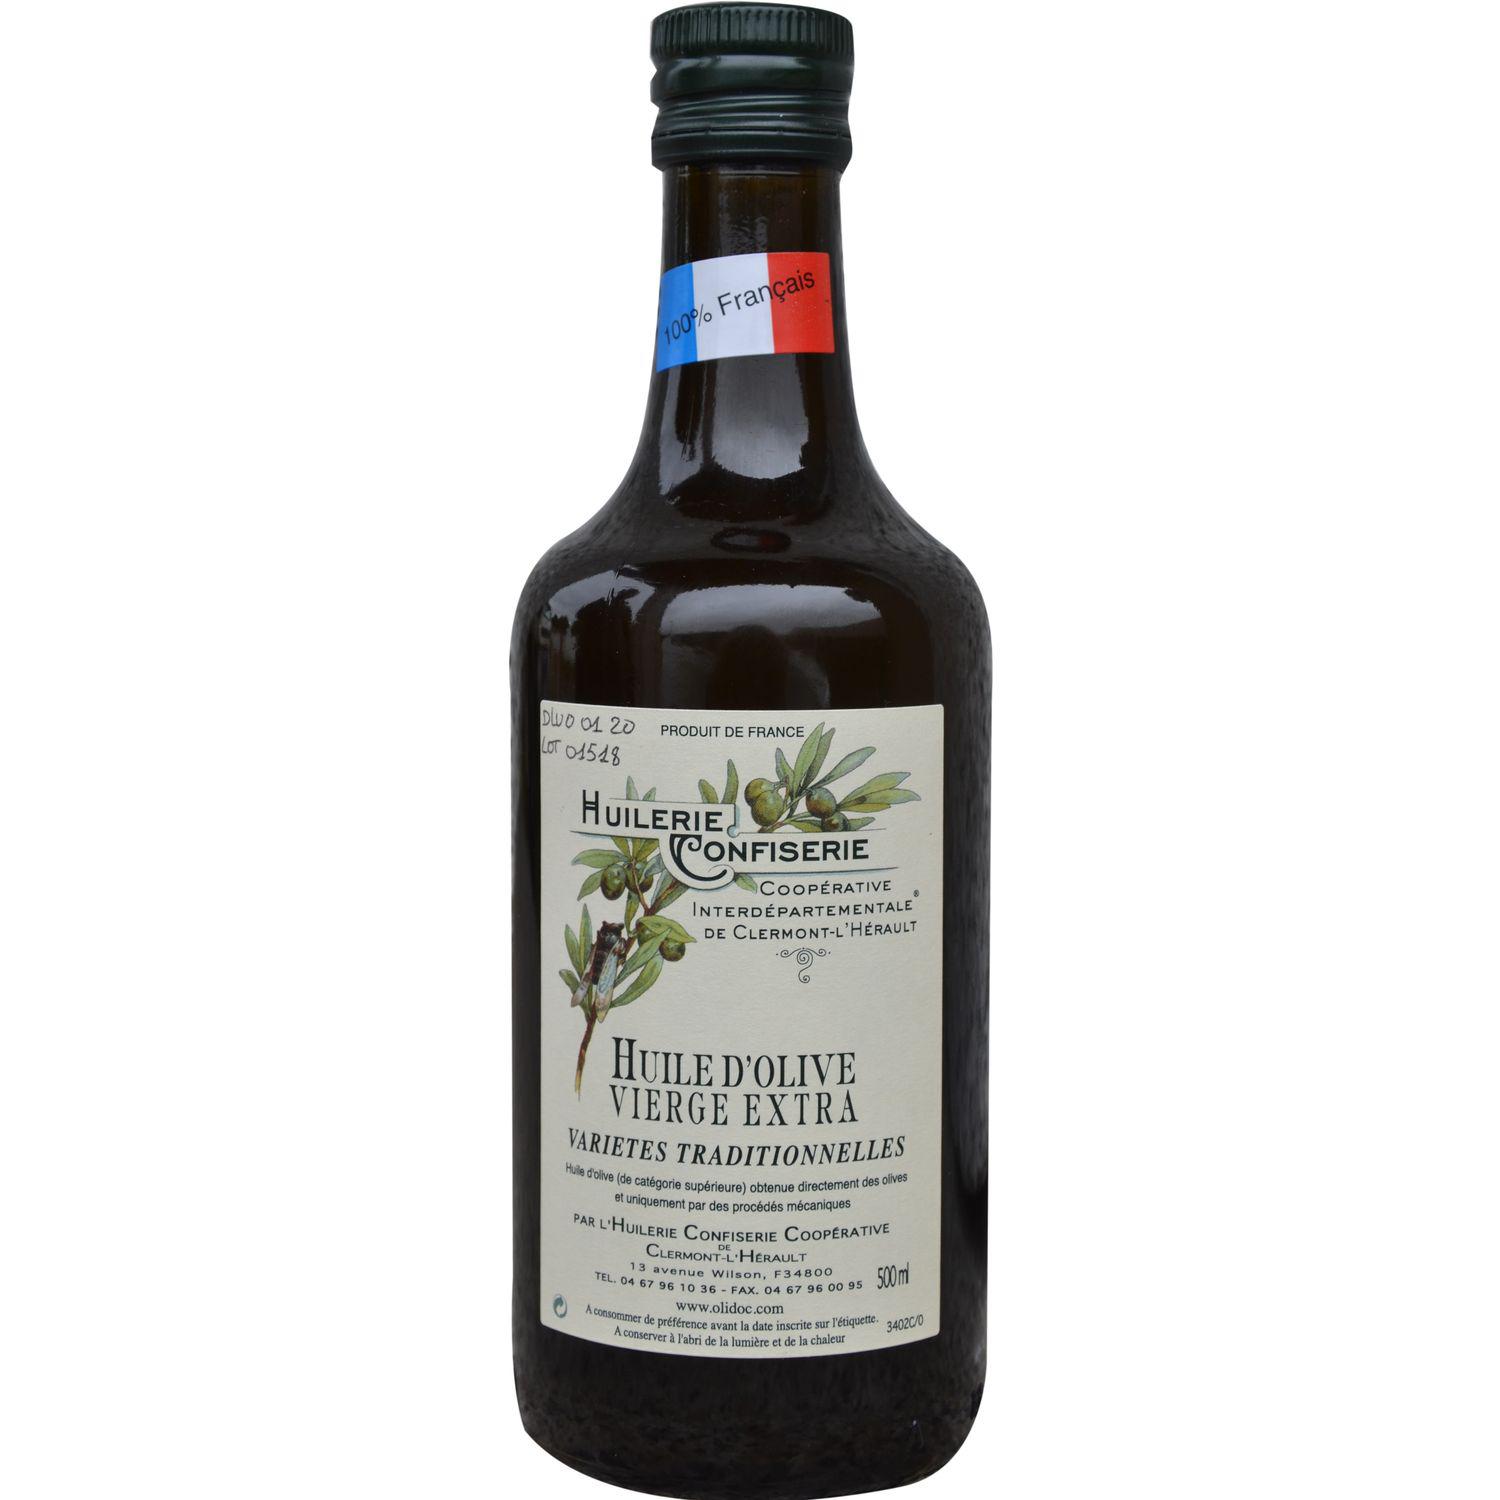 100% Français
DLUO 01 20
LOT 01518
PRODUIT DE FRANCE
HUILERIE
CONFISERIE
COOPÉRATIVE
INTERDÉPARTEMENTALE®
DE CLERMONT-L'HÉRAULT
HUILE D'OLIVE
VIERGE EXTRA
VARIETES TRADITIONNELLES
Huile d'olive (de catégorie supérieure) obtenue directement des olives
et uniquement par des procédés mécaniques
PAR L'HUILERIE CONFISERIE COOPÉRATIVE
DE
CLERMONT-L'HÉRAULT
13 avenue Wilson, F34800
TEL. 04 67 96 10 36 - FAX. 04 67 96 00 95
500 ml
www.olidoc.com
A consommer de préférence avant la date inscrite sur l'étiquette.
A conserver à l'abri de la lumière et de la chaleur
3402C/0